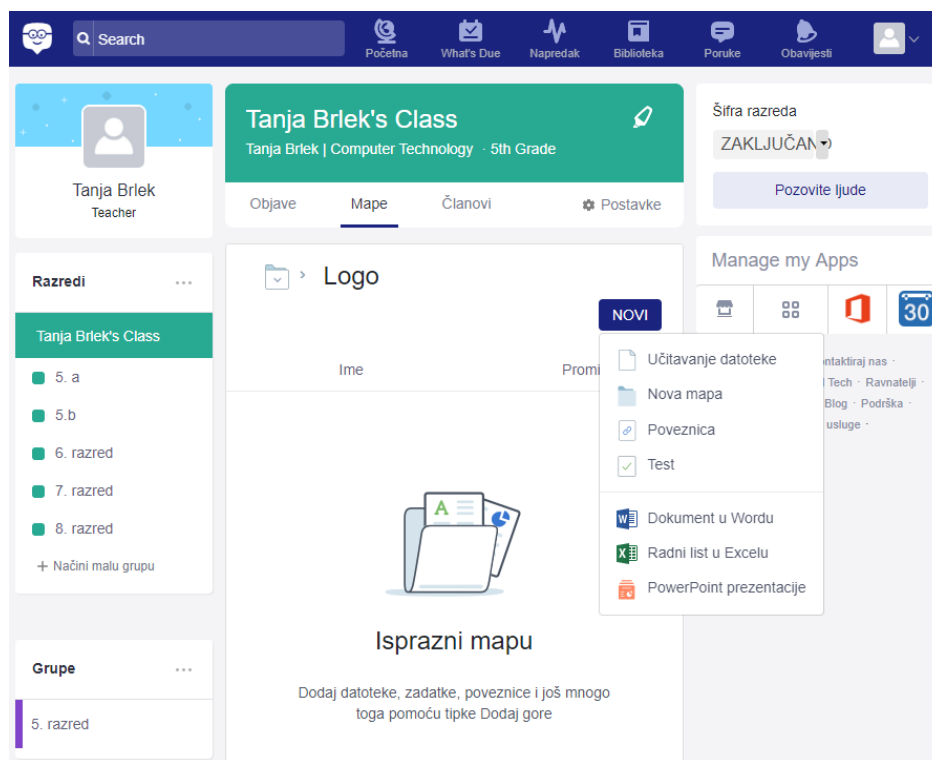 Search
Početna
What's Due
Napredak
Biblioteka
Poruke
Obavijesti
Tanja Brlek
Teacher
Razredi
Tanja Brlek's Class
5. a
5.b
6. razred
7. razred
8. razred
+ Načini malu grupu
Grupe
5. razred
Tanja Brlek's Class
Tanja Brlek | Computer Technology · 5th Grade
Objave Mape Članovi Postavke
Logo
NOVI
Ime Promi
Učitavanje datoteke
Nova mapa
Poveznica
Test
Dokument u Wordu
Radni list u Excelu
PowerPoint prezentacije
A
Isprazni mapu
Dodaj datoteke, zadatke, poveznice i još mnogo
toga pomoću tipke Dodaj gore
Šifra razreda
ZAKLJUČAN
Pozovite ljude
Manage my Apps
30
ntaktiraj nas ·
Tech · Ravnatelji ·
Blog · Podrška ·
usluge ·